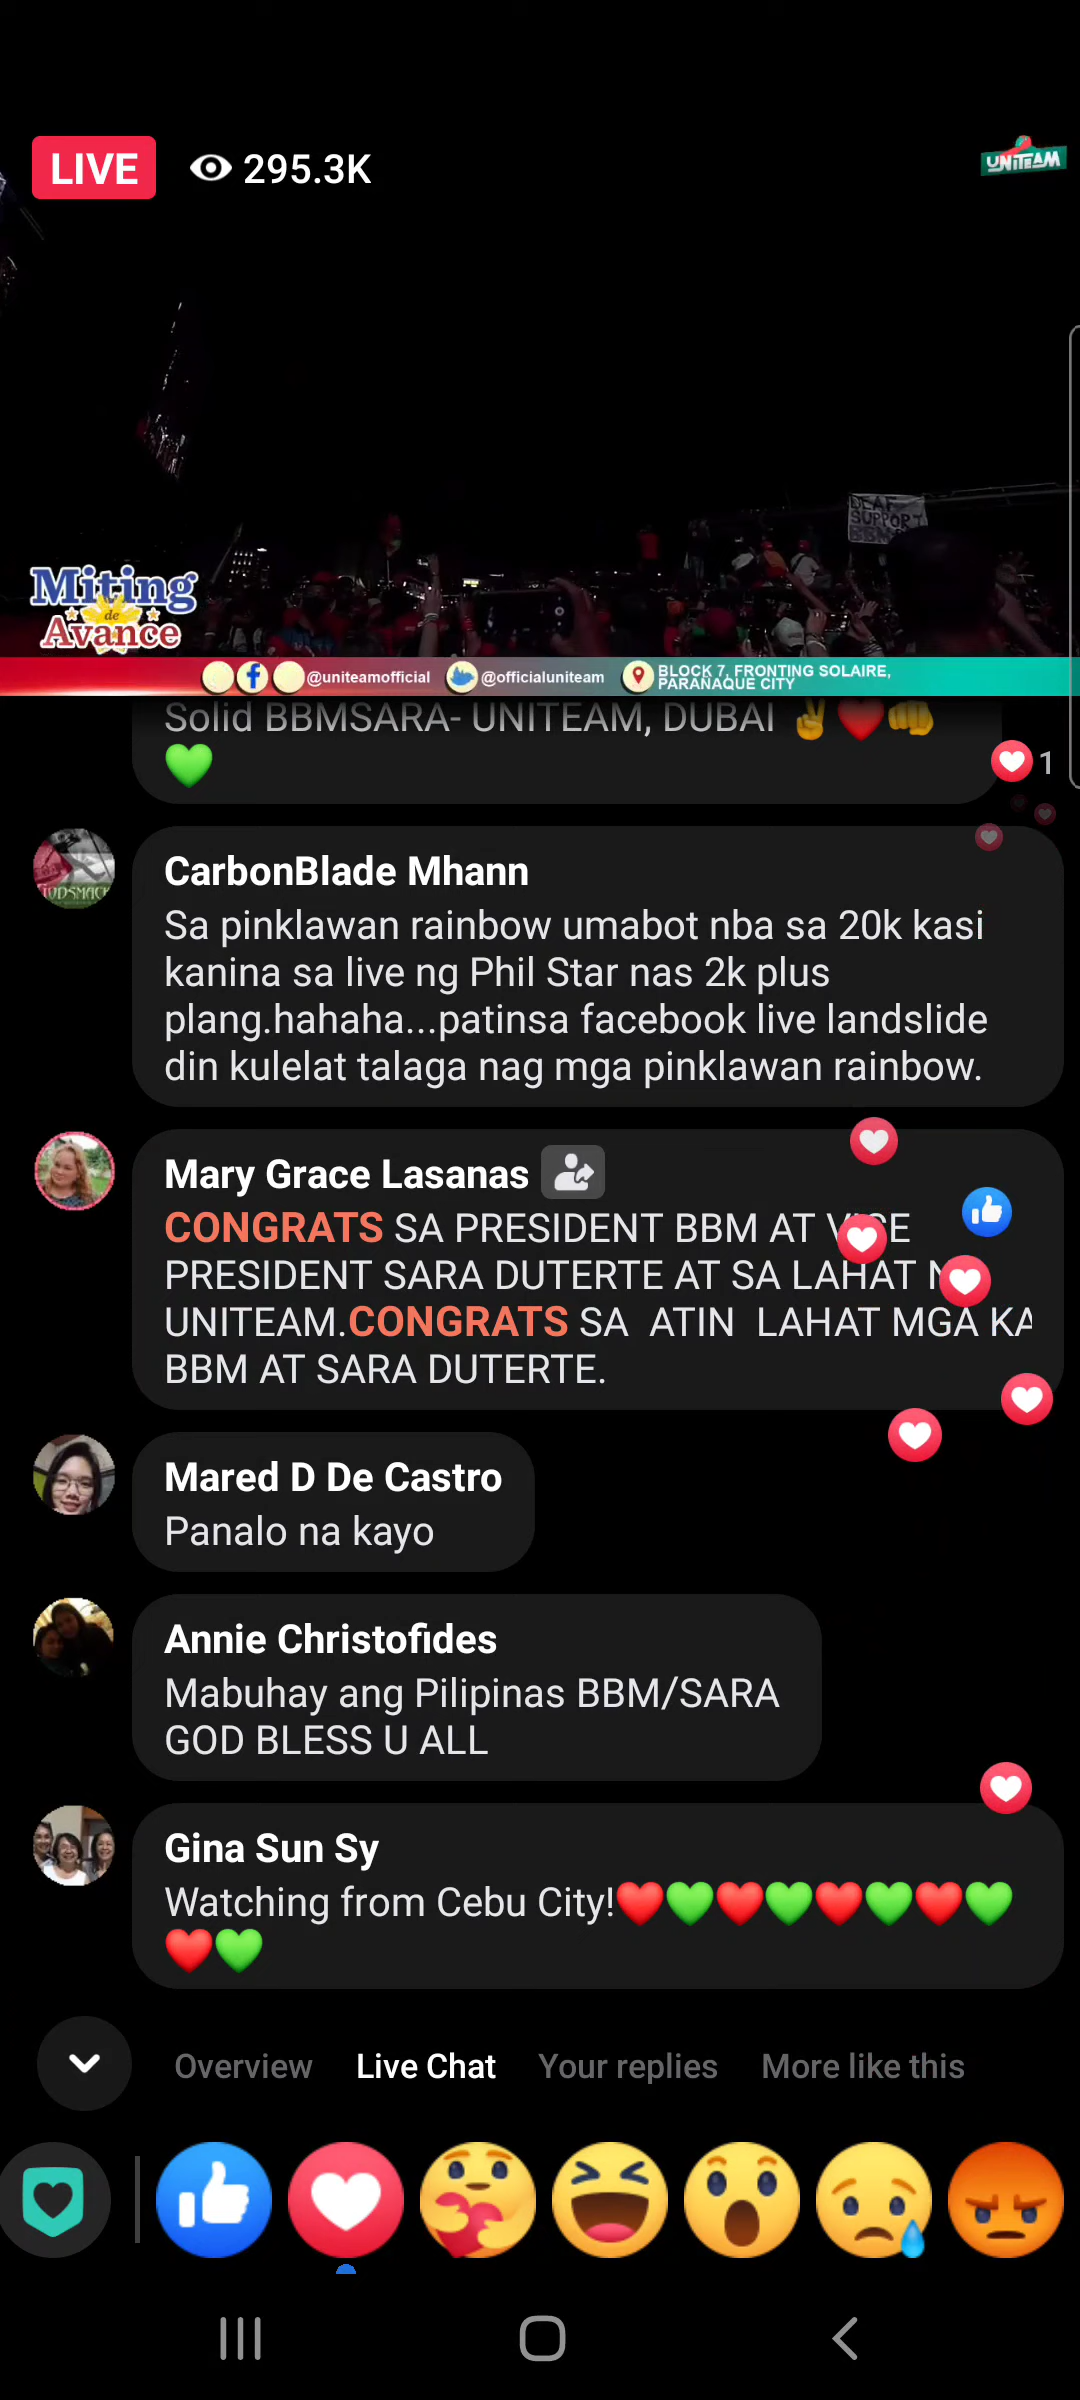 LIVE 295.3K
UNITEAM
DEAF
SUPPORT
BBM
Miting
de
Avance
@uniteamofficial @officialuniteam BLOCK 7, FRONTING SOLAIRE,
PARAÑAQUE CITY
Solid BBMSARA- UNITEAM, DUBAI ✌❤👊
💚
1
CarbonBlade Mhann
Sa pinklawan rainbow umabot nba sa 20k kasi
kanina sa live ng Phil Star nas 2k plus
plang.hahaha...patinsa facebook live landslide
din kulelat talaga nag mga pinklawan rainbow.
GODSMACK
Mary Grace Lasanas
CONGRATS SA PRESIDENT BBM AT VICE
PRESIDENT SARA DUTERTE AT SA LAHAT N
UNITEAM.CONGRATS SA  ATIN  LAHAT MGA KA
BBM AT SARA DUTERTE.
Mared D De Castro
Panalo na kayo
Annie Christofides
Mabuhay ang Pilipinas BBM/SARA
GOD BLESS U ALL
Gina Sun Sy
Watching from Cebu City!❤💚❤💚❤💚❤💚
❤💚
Overview Live Chat Your replies More like this